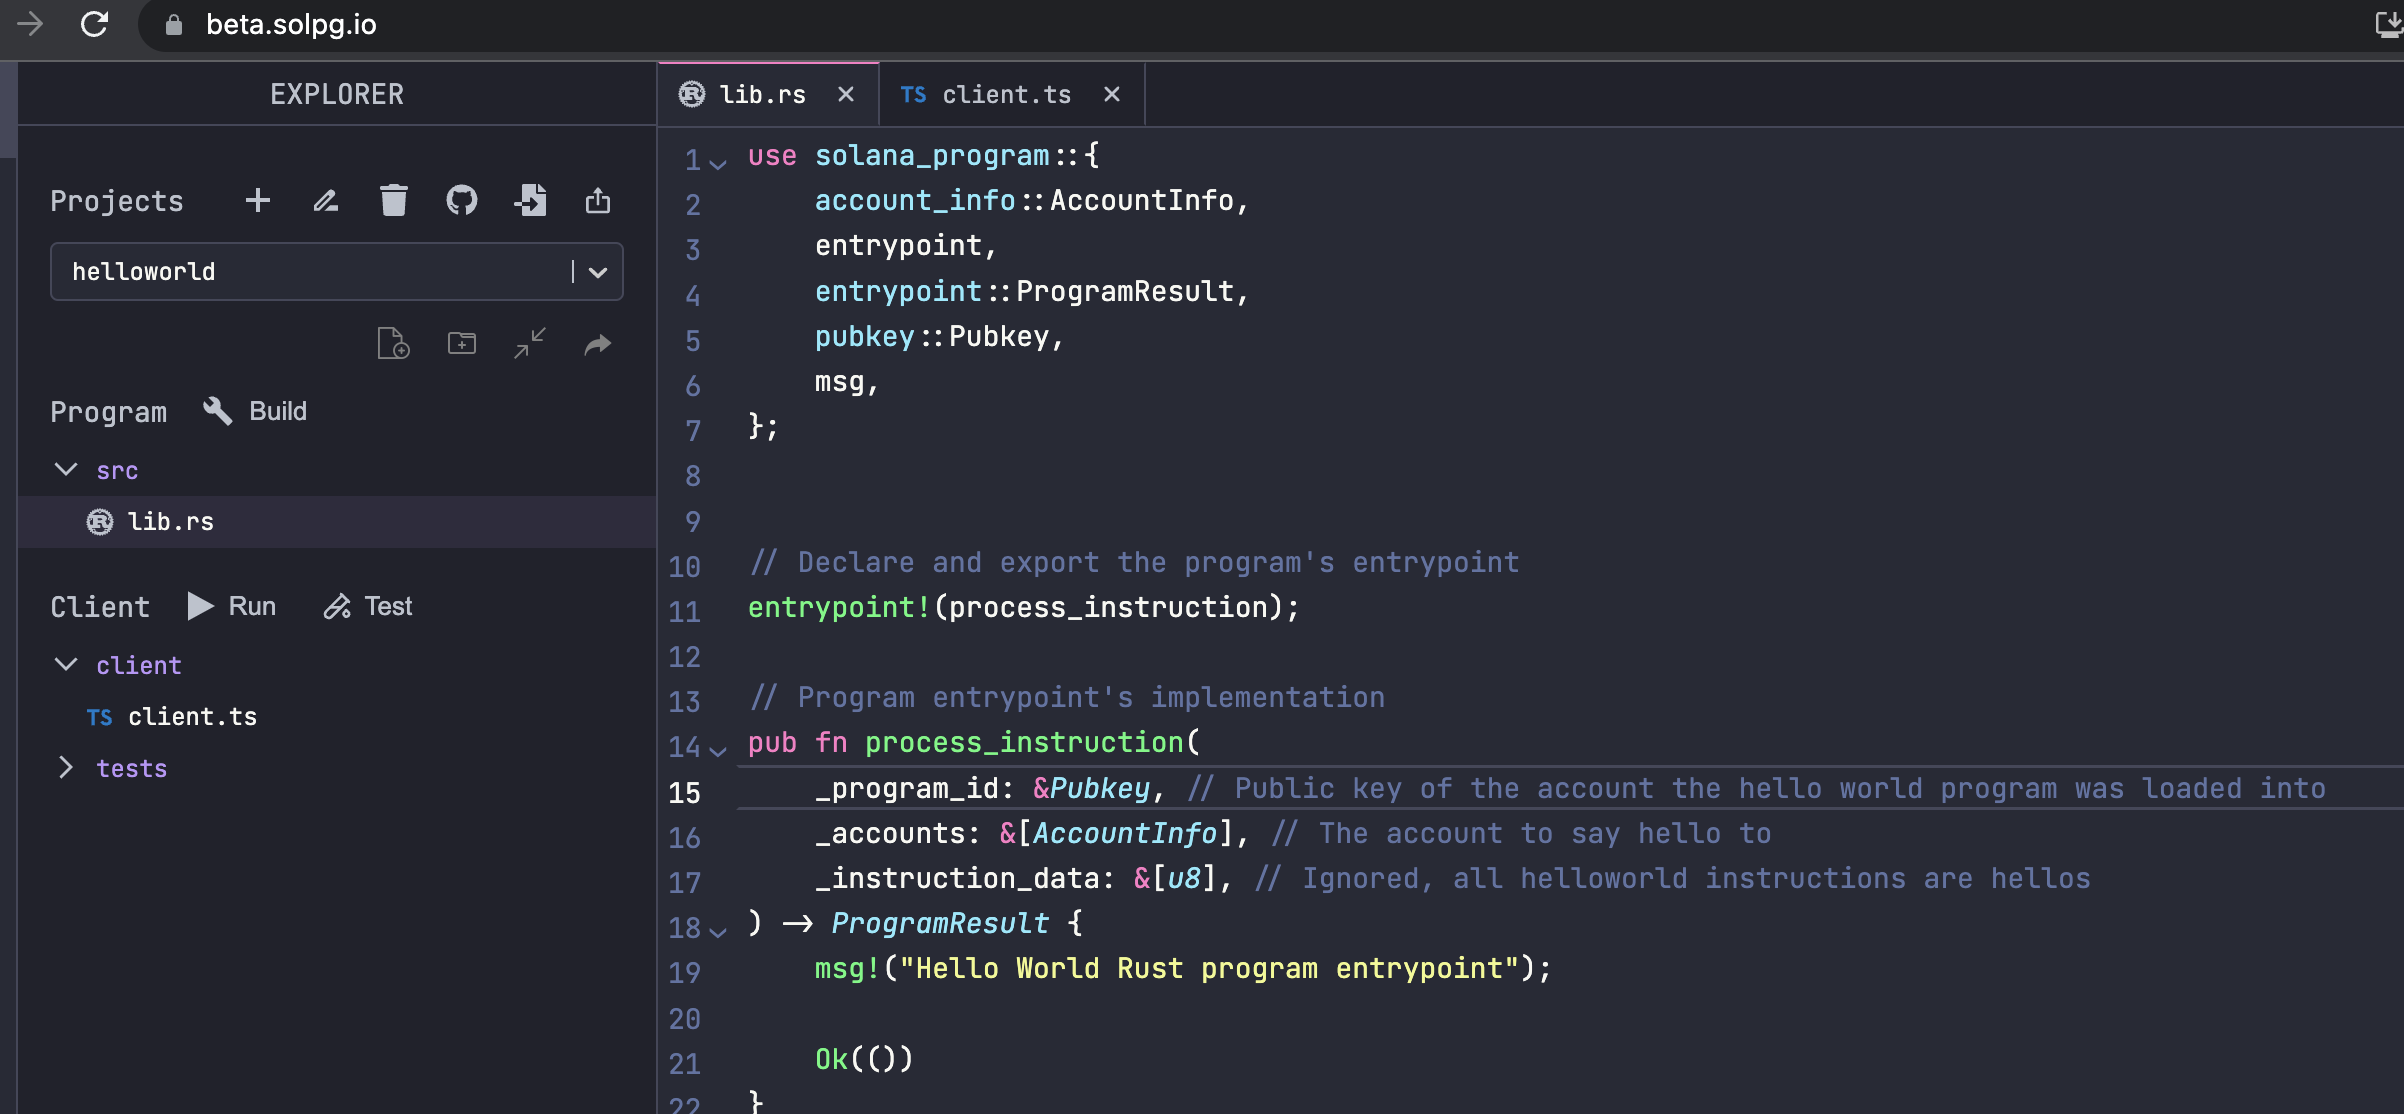 beta.solpg.io
EXPLORER
Projects
helloworld
Program Build
src
lib.rs
Client Run Test
client
TS client.ts
tests
lib.rs
TS client.ts
1 use solana_program::{
2     account_info::AccountInfo,
3     entrypoint,
4     entrypoint::ProgramResult,
5     pubkey::Pubkey,
6     msg,
7 };
8
9
10 // Declare and export the program's entrypoint
11 entrypoint!(process_instruction);
12
13 // Program entrypoint's implementation
14 pub fn process_instruction(
15     _program_id: &Pubkey, // Public key of the account the hello world program was loaded into
16     _accounts: &[AccountInfo], // The account to say hello to
17     _instruction_data: &[u8], // Ignored, all helloworld instructions are hellos
18 ) -> ProgramResult {
19     msg!("Hello World Rust program entrypoint");
20
21     Ok(())
22 }